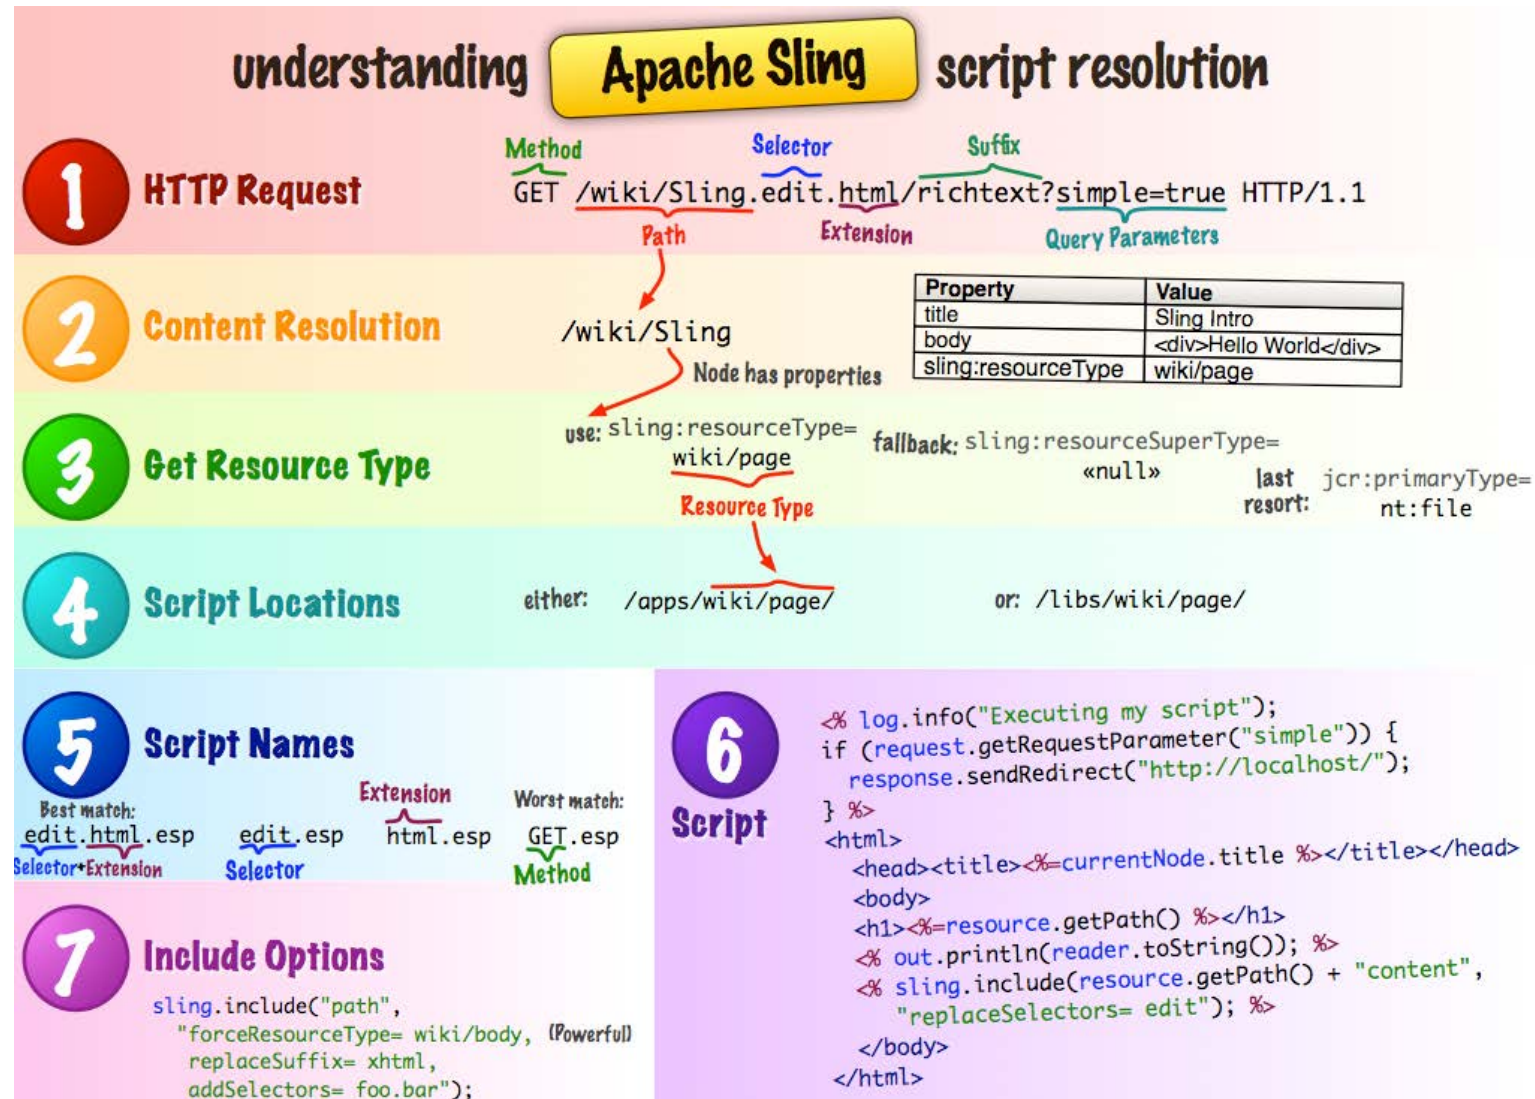 understanding Apache Sling script resolution
1 HTTP Request
Method Selector Suffix
GET /wiki/Sling.edit.html/richtext?simple=true HTTP/1.1
Path Extension Query Parameters
2 Content Resolution
/wiki/Sling
Node has properties
Property Value
title Sling Intro
body <div>Hello World</div>
sling:resourceType wiki/page
3 Get Resource Type
use: sling:resourceType=
wiki/page
Resource Type
fallback: sling:resourceSuperType=
«null»
last resort: jcr:primaryType=
nt:file
4 Script Locations
either: /apps/wiki/page/ or: /libs/wiki/page/
5 Script Names
Best match: Extension Worst match:
edit.html.esp edit.esp html.esp GET.esp
Selector+Extension Selector Method
6 Script
<% log.info("Executing my script");
if (request.getRequestParameter("simple")) {
response.sendRedirect("http://localhost/");
} %>
<html>
<head><title><%=currentNode.title %></title></head>
<body>
<h1><%=resource.getPath() %></h1>
<% out.println(reader.toString()); %>
<% sling.include(resource.getPath() + "content",
"replaceSelectors= edit"); %>
</body>
</html>
7 Include Options
sling.include("path",
"forceResourceType= wiki/body, (Powerful)
replaceSuffix= xhtml,
addSelectors= foo.bar");